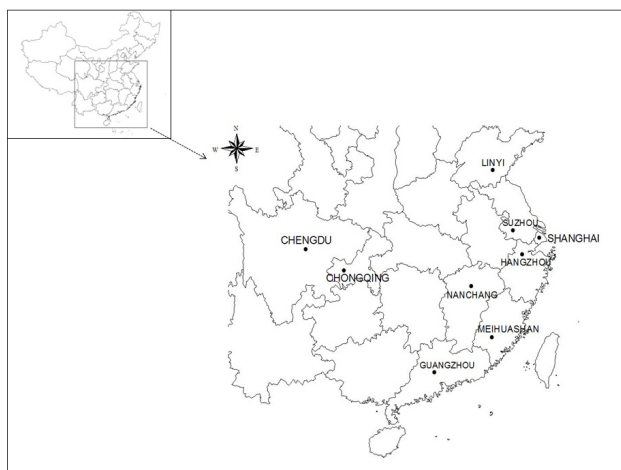 N
W E
S
LINYI
SUZHOU
SHANGHAI
CHENGDU
HANGZHOU
CHONGQING
NANCHANG
MEIHUASHAN
GUANGZHOU